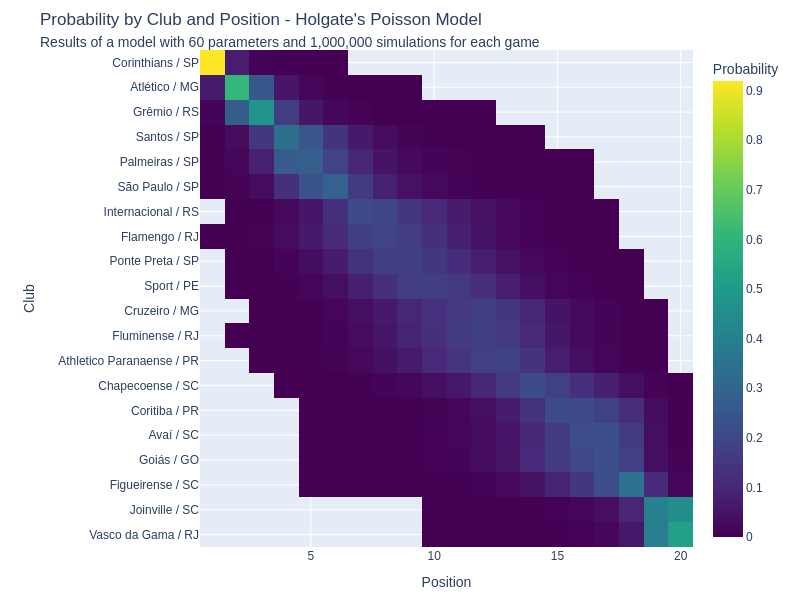 Probability by Club and Position - Holgate's Poisson Model
Results of a model with 60 parameters and 1,000,000 simulations for each game
Probability
Club
Corinthians / SP
Atlético / MG
Grêmio / RS
Santos / SP
Palmeiras / SP
São Paulo / SP
Internacional / RS
Flamengo / RJ
Ponte Preta / SP
Sport / PE
Cruzeiro / MG
Fluminense / RJ
Athletico Paranaense / PR
Chapecoense / SC
Coritiba / PR
Avaí / SC
Goiás / GO
Figueirense / SC
Joinville / SC
Vasco da Gama / RJ
0.9
0.8
0.7
0.6
0.5
0.4
0.3
0.2
0.1
0
5 10 15 20
Position